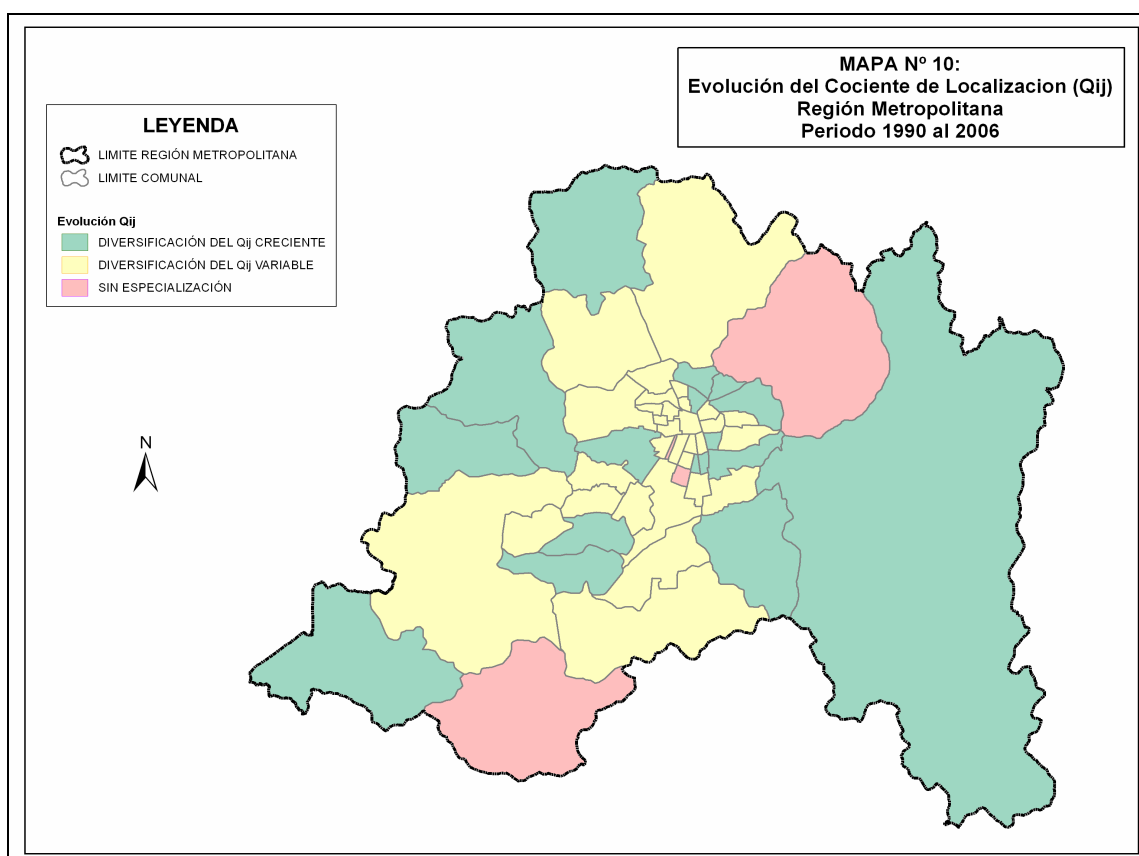 MAPA Nº 10:
Evolución del Cociente de Localizacion (Qij)
Región Metropolitana
Periodo 1990 al 2006
LEYENDA
LIMITE REGIÓN METROPOLITANA
LIMITE COMUNAL
Evolución Qij
DIVERSIFICACIÓN DEL Qij CRECIENTE
DIVERSIFICACIÓN DEL Qij VARIABLE
SIN ESPECIALIZACIÓN
N